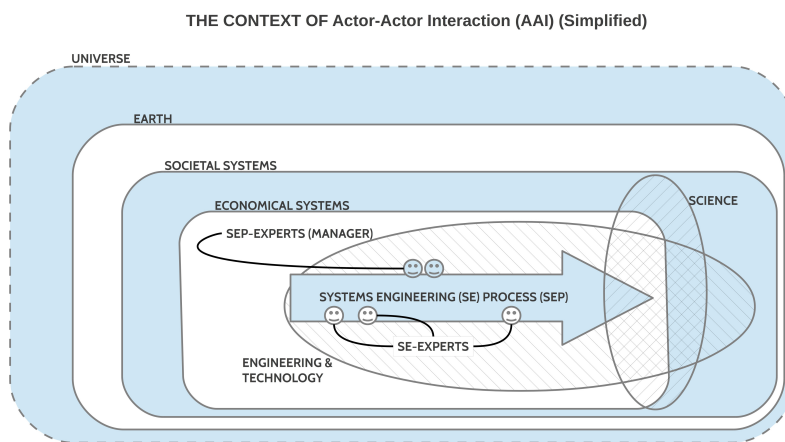 THE CONTEXT OF Actor-Actor Interaction (AAI) (Simplified)
UNIVERSE
EARTH
SOCIETAL SYSTEMS
SCIENCE
ECONOMICAL SYSTEMS
SEP-EXPERTS (MANAGER)
SYSTEMS ENGINEERING (SE) PROCESS (SEP)
SE-EXPERTS
ENGINEERING &
TECHNOLOGY